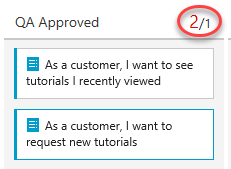 QA Approved 2/1
As a customer, I want to see
tutorials I recently viewed
As a customer, I want to
request new tutorials